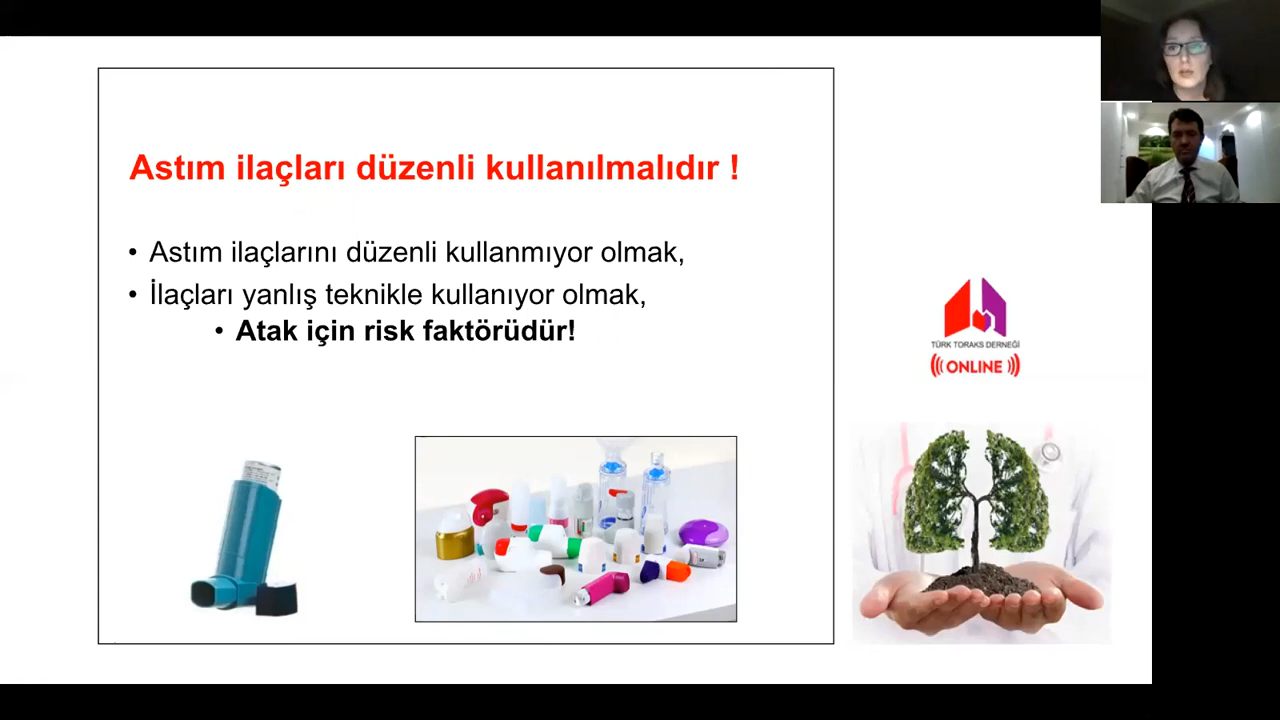 Astım ilaçları düzenli kullanılmalıdır !
• Astım ilaçlarını düzenli kullanmıyor olmak,
• İlaçları yanlış teknikle kullanıyor olmak,
• Atak için risk faktörüdür!
TÜRK TORAKS DERNEĞİ
ONLINE